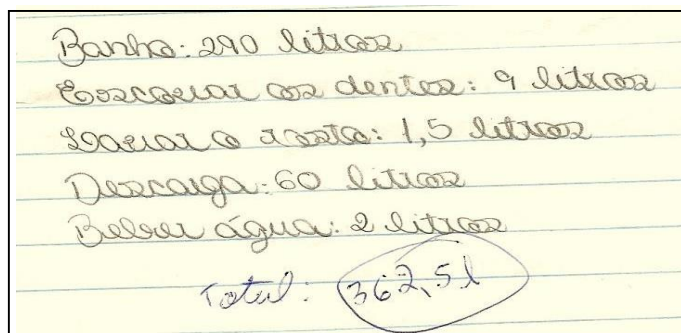 Banho: 290 litros
Escovar os dentes: 9 litros
Lavar o rosto: 1,5 litros
Descarga: 60 litros
Beber água: 2 litros
Total: 362,5 l